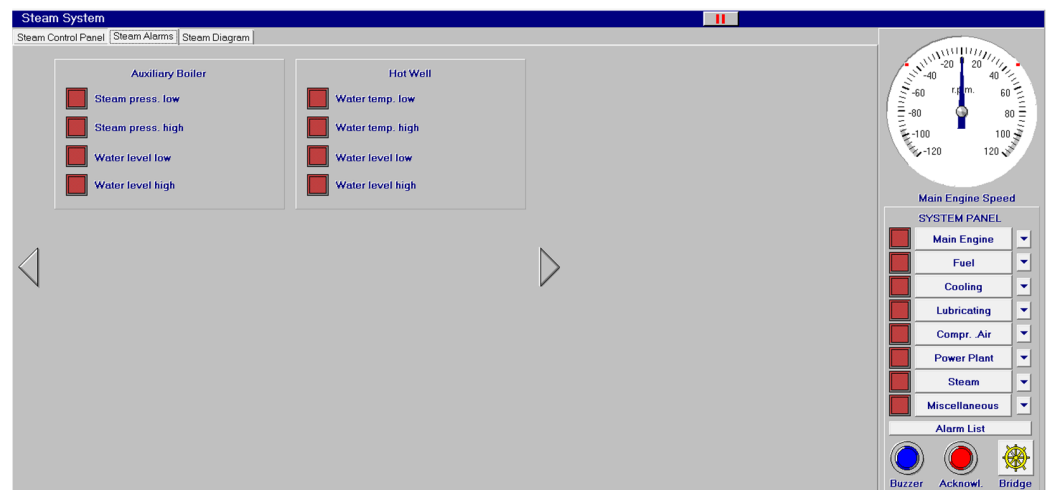 Steam System
Steam Control Panel Steam Alarms Steam Diagram
Auxiliary Boiler
Steam press. low
Steam press. high
Water level low
Water level high
Hot Well
Water temp. low
Water temp. high
Water level low
Water level high
-20 0 20
-40 40
-60 r.p.m. 60
-80 80
-100 100
-120 120
Main Engine Speed
SYSTEM PANEL
Main Engine
Fuel
Cooling
Lubricating
Compr. .Air
Power Plant
Steam
Miscellaneous
Alarm List
Buzzer Acknowl. Bridge